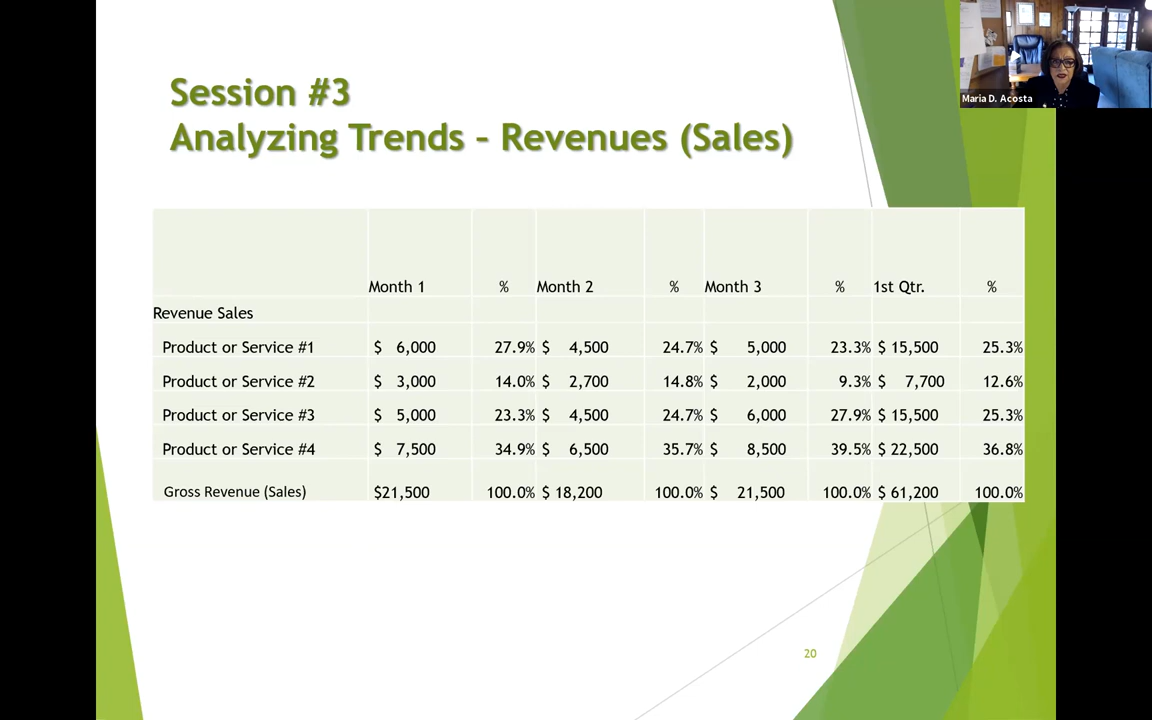 Maria D. Acosta
Session #3
Analyzing Trends – Revenues (Sales)
Month 1 % Month 2 % Month 3 % 1st Qtr. %
Revenue Sales
Product or Service #1 $ 6,000 27.9% $ 4,500 24.7% $ 5,000 23.3% $ 15,500 25.3%
Product or Service #2 $ 3,000 14.0% $ 2,700 14.8% $ 2,000 9.3% $ 7,700 12.6%
Product or Service #3 $ 5,000 23.3% $ 4,500 24.7% $ 6,000 27.9% $ 15,500 25.3%
Product or Service #4 $ 7,500 34.9% $ 6,500 35.7% $ 8,500 39.5% $ 22,500 36.8%
Gross Revenue (Sales) $21,500 100.0% $ 18,200 100.0% $ 21,500 100.0% $ 61,200 100.0%
20